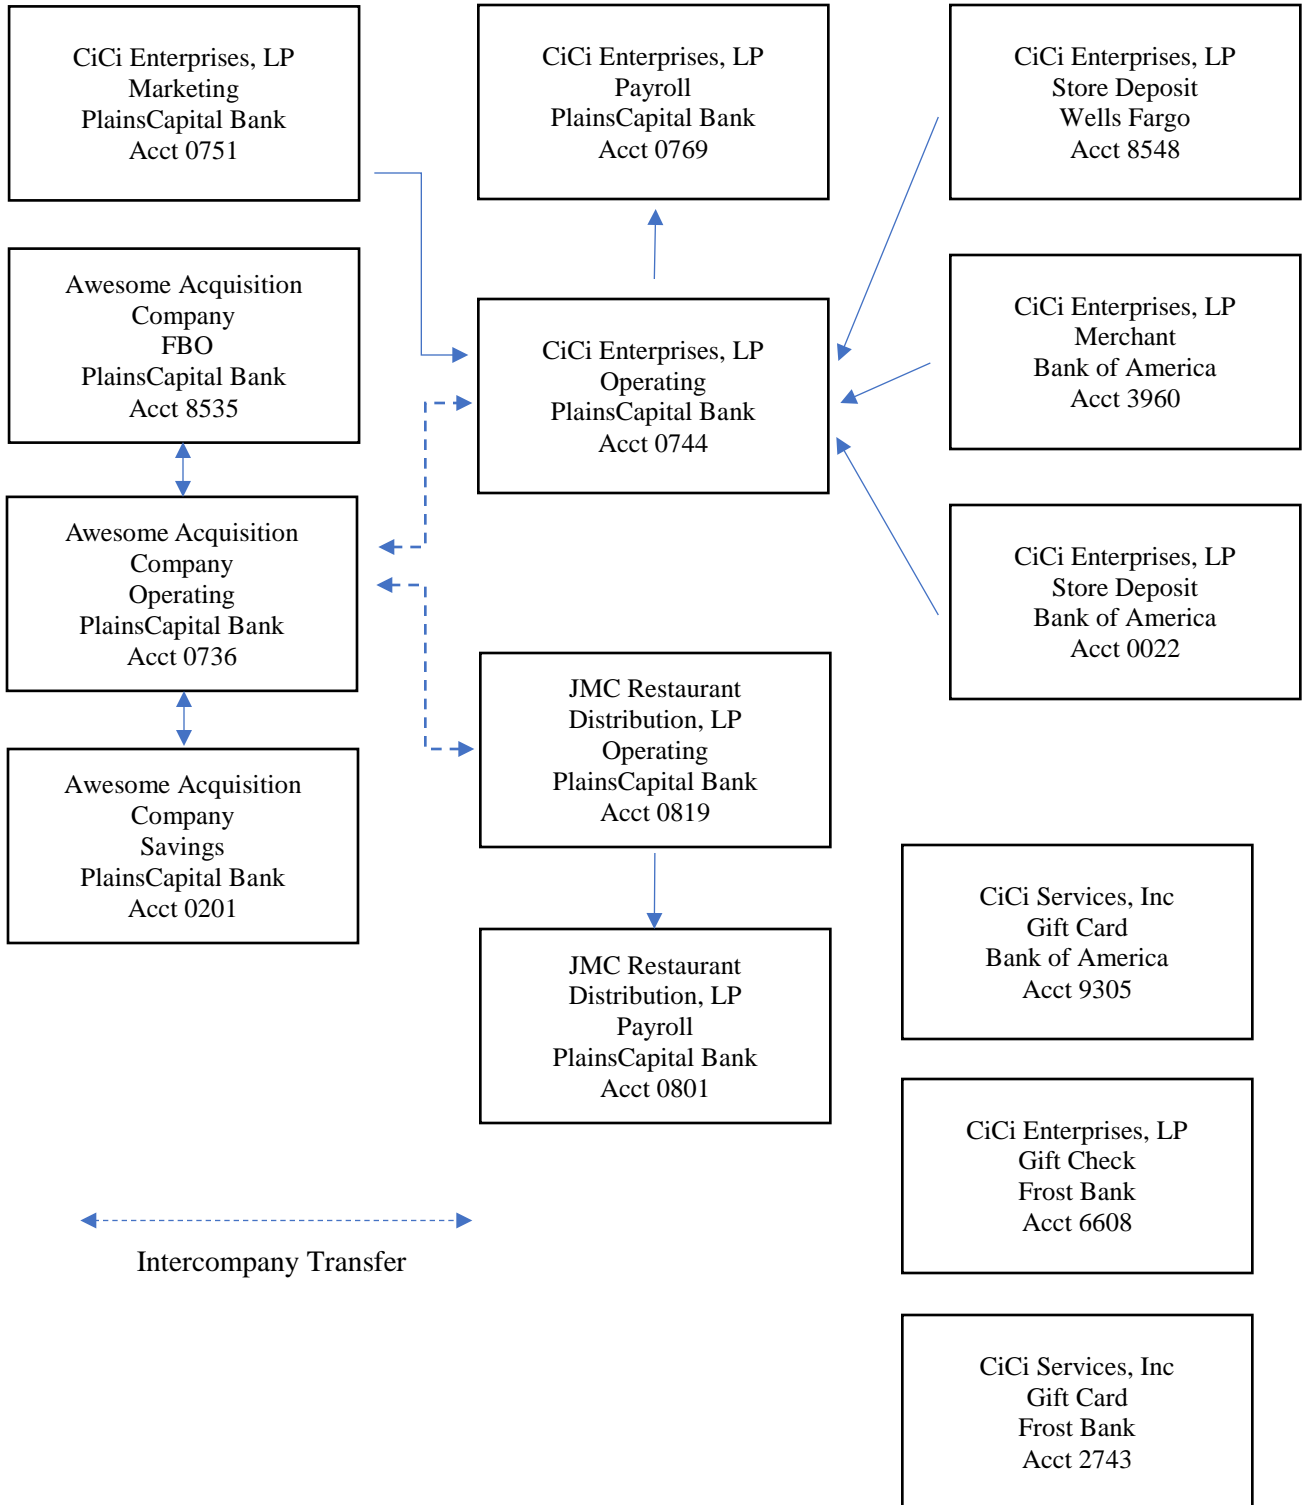 CiCi Enterprises, LP
Marketing
PlainsCapital Bank
Acct 0751
CiCi Enterprises, LP
Payroll
PlainsCapital Bank
Acct 0769
CiCi Enterprises, LP
Store Deposit
Wells Fargo
Acct 8548
Awesome Acquisition
Company
FBO
PlainsCapital Bank
Acct 8535
CiCi Enterprises, LP
Operating
PlainsCapital Bank
Acct 0744
CiCi Enterprises, LP
Merchant
Bank of America
Acct 3960
Awesome Acquisition
Company
Operating
PlainsCapital Bank
Acct 0736
CiCi Enterprises, LP
Store Deposit
Bank of America
Acct 0022
JMC Restaurant
Distribution, LP
Operating
PlainsCapital Bank
Acct 0819
Awesome Acquisition
Company
Savings
PlainsCapital Bank
Acct 0201
CiCi Services, Inc
Gift Card
Bank of America
Acct 9305
JMC Restaurant
Distribution, LP
Payroll
PlainsCapital Bank
Acct 0801
CiCi Enterprises, LP
Gift Check
Frost Bank
Acct 6608
Intercompany Transfer
CiCi Services, Inc
Gift Card
Frost Bank
Acct 2743